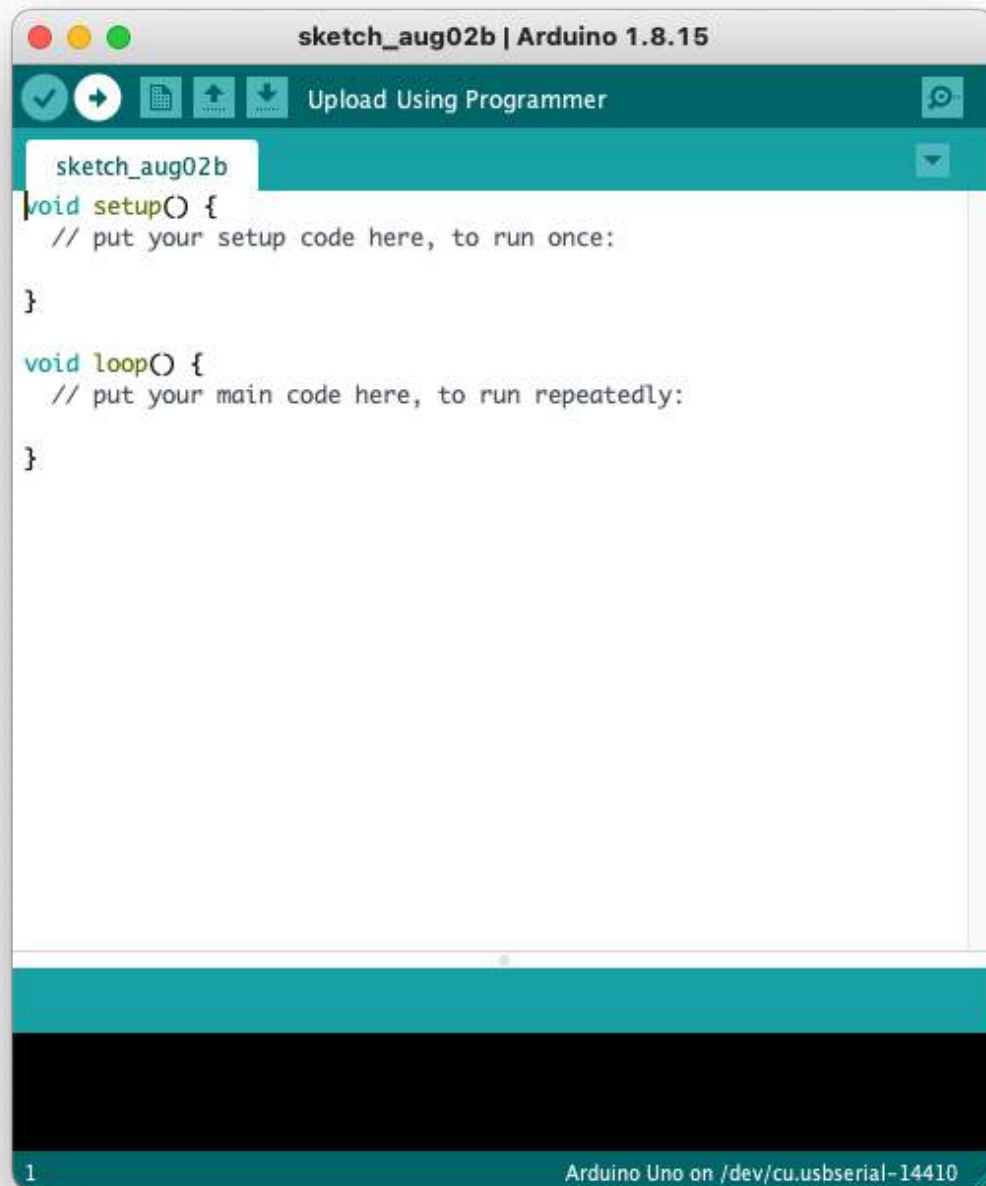 sketch_aug02b | Arduino 1.8.15
Upload Using Programmer
sketch_aug02b
void setup() {
  // put your setup code here, to run once:
}
void loop() {
  // put your main code here, to run repeatedly:
}
1
Arduino Uno on /dev/cu.usbserial-14410